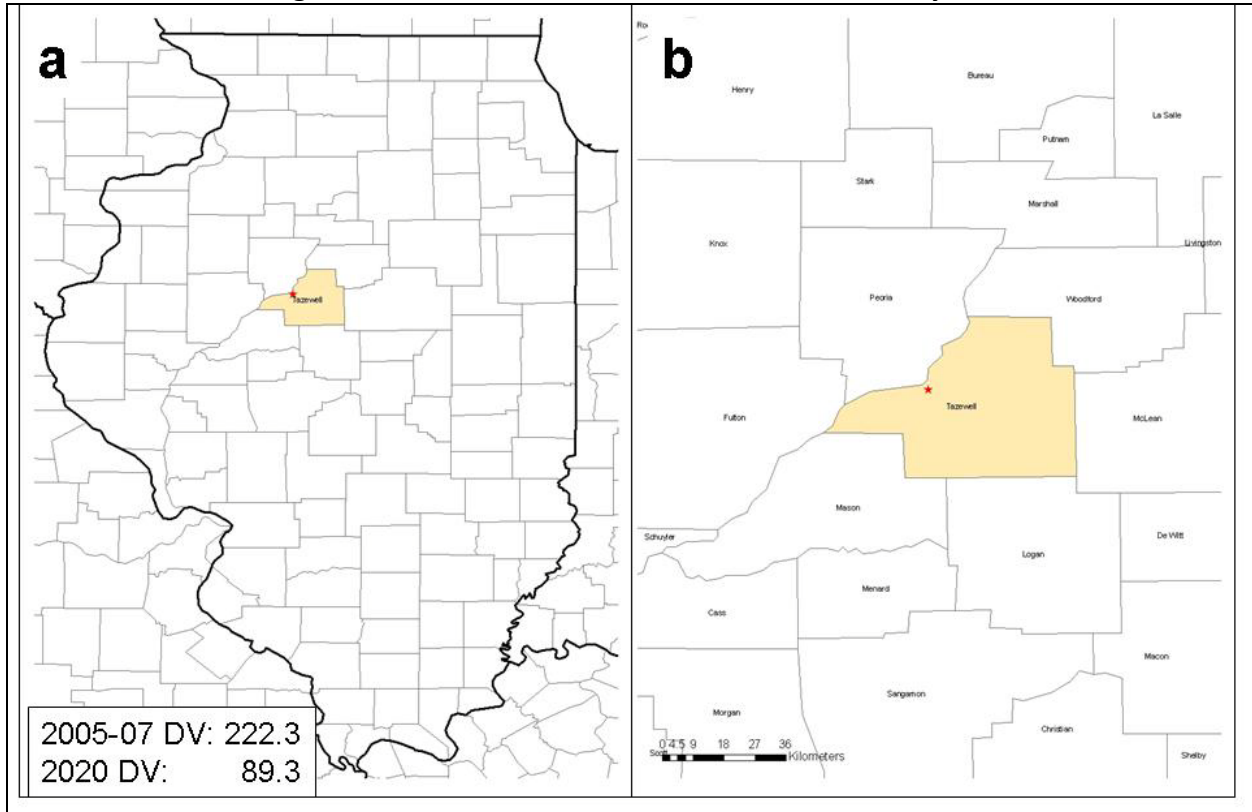 a
Tazewell
2005-07 DV: 222.3
2020 DV: 89.3
b
Henry
Bureau
La Salle
Putnam
Stark
Marshall
Knox
Livingston
Peoria
Woodford
Fulton
Tazewell
McLean
Mason
Schuyler
Logan
De Witt
Menard
Cass
Macon
Sangamon
Morgan
Christian
0 4.5 9 18 27 36
Kilometers
Shelby